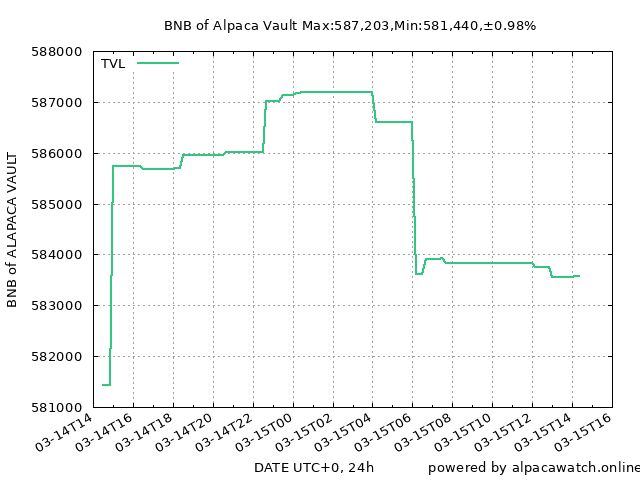 BNB of Alpaca Vault Max:587,203,Min:581,440,±0.98%
TVL
588000
587000
586000
585000
584000
583000
582000
581000
BNB of ALAPACA VAULT
03-14T14
03-14T16
03-14T18
03-14T20
03-14T22
03-15T00
03-15T02
03-15T04
03-15T06
03-15T08
03-15T10
03-15T12
03-15T14
03-15T16
DATE UTC+0, 24h
powered by alpacawatch.online